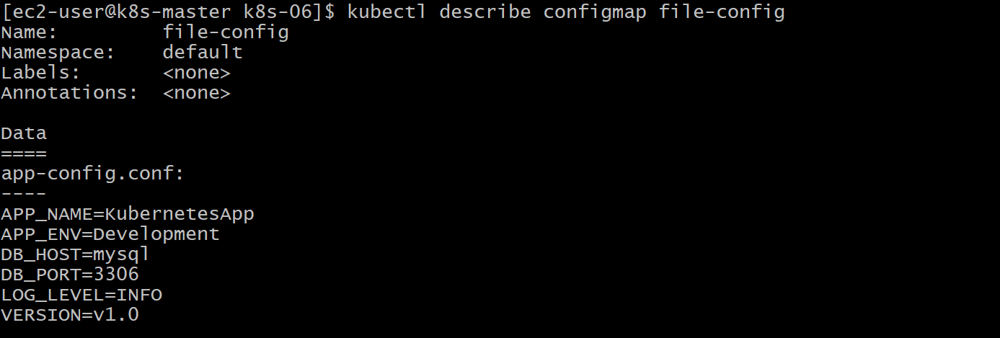 [ec2-user@k8s-master k8s-06]$ kubectl describe configmap file-config
Name:         file-config
Namespace:    default
Labels:       <none>
Annotations:  <none>

Data
====
app-config.conf:
----
APP_NAME=KubernetesApp
APP_ENV=Development
DB_HOST=mysql
DB_PORT=3306
LOG_LEVEL=INFO
VERSION=v1.0